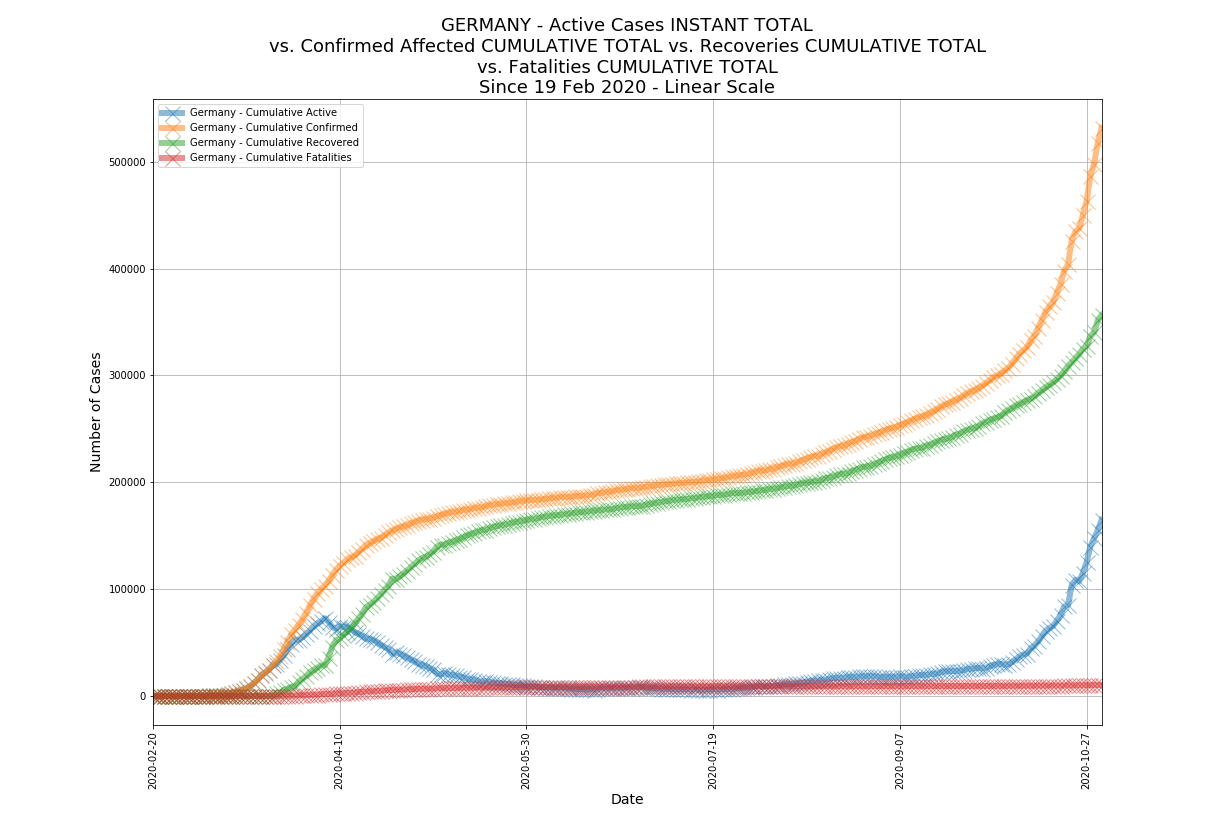 GERMANY - Active Cases INSTANT TOTAL
vs. Confirmed Affected CUMULATIVE TOTAL vs. Recoveries CUMULATIVE TOTAL
vs. Fatalities CUMULATIVE TOTAL
Since 19 Feb 2020 - Linear Scale
Germany - Cumulative Active
Germany - Cumulative Confirmed
Germany - Cumulative Recovered
Germany - Cumulative Fatalities
Number of Cases
500000
400000
300000
200000
100000
0
2020-02-20
2020-04-10
2020-05-30
2020-07-19
2020-09-07
2020-10-27
Date